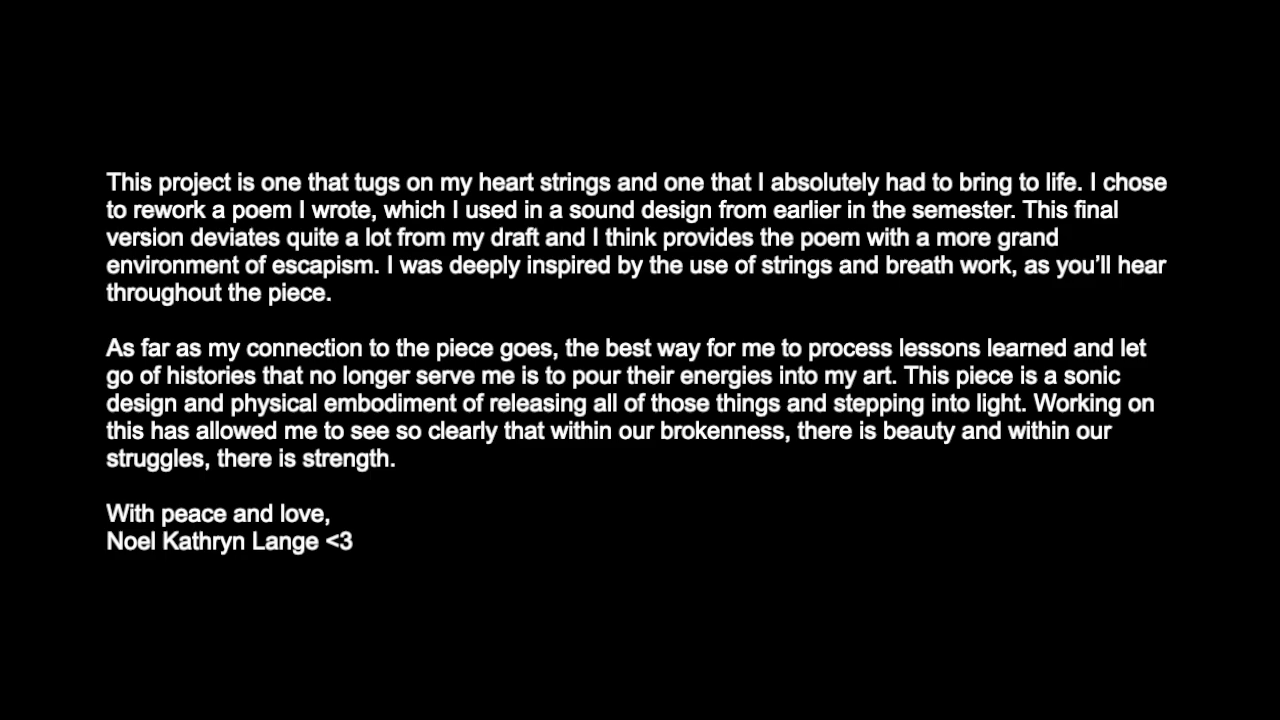 This project is one that tugs on my heart strings and one that I absolutely had to bring to life. I chose
to rework a poem I wrote, which I used in a sound design from earlier in the semester. This final
version deviates quite a lot from my draft and I think provides the poem with a more grand
environment of escapism. I was deeply inspired by the use of strings and breath work, as you’ll hear
throughout the piece.

As far as my connection to the piece goes, the best way for me to process lessons learned and let
go of histories that no longer serve me is to pour their energies into my art. This piece is a sonic
design and physical embodiment of releasing all of those things and stepping into light. Working on
this has allowed me to see so clearly that within our brokenness, there is beauty and within our
struggles, there is strength.

With peace and love,
Noel Kathryn Lange <3